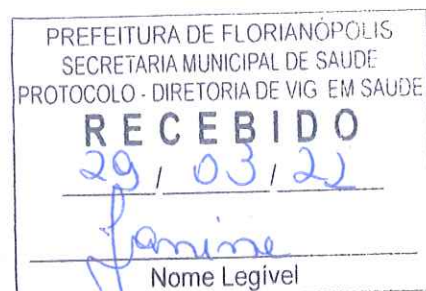 PREFEITURA DE FLORIANÓPOLIS
SECRETARIA MUNICIPAL DE SAUDE
PROTOCOLO - DIRETORIA DE VIG EM SAUDE
RECEBIDO
29 / 03 / 22
Janine
Nome Legível